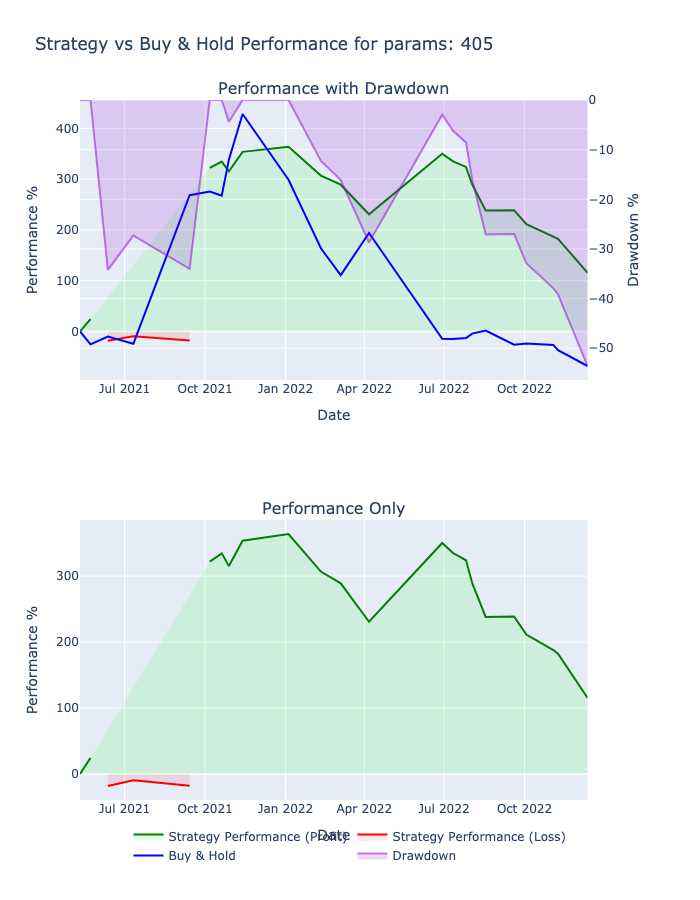 Strategy vs Buy & Hold Performance for params: 405
Performance with Drawdown
400
300
200
100
0
Performance %
0
−10
−20
−30
−40
−50
Drawdown %
Jul 2021
Oct 2021
Jan 2022
Apr 2022
Jul 2022
Oct 2022
Date
Performance Only
300
200
100
0
Performance %
Jul 2021
Oct 2021
Jan 2022
Apr 2022
Jul 2022
Oct 2022
Date
Strategy Performance (Profit)
Strategy Performance (Loss)
Buy & Hold
Drawdown